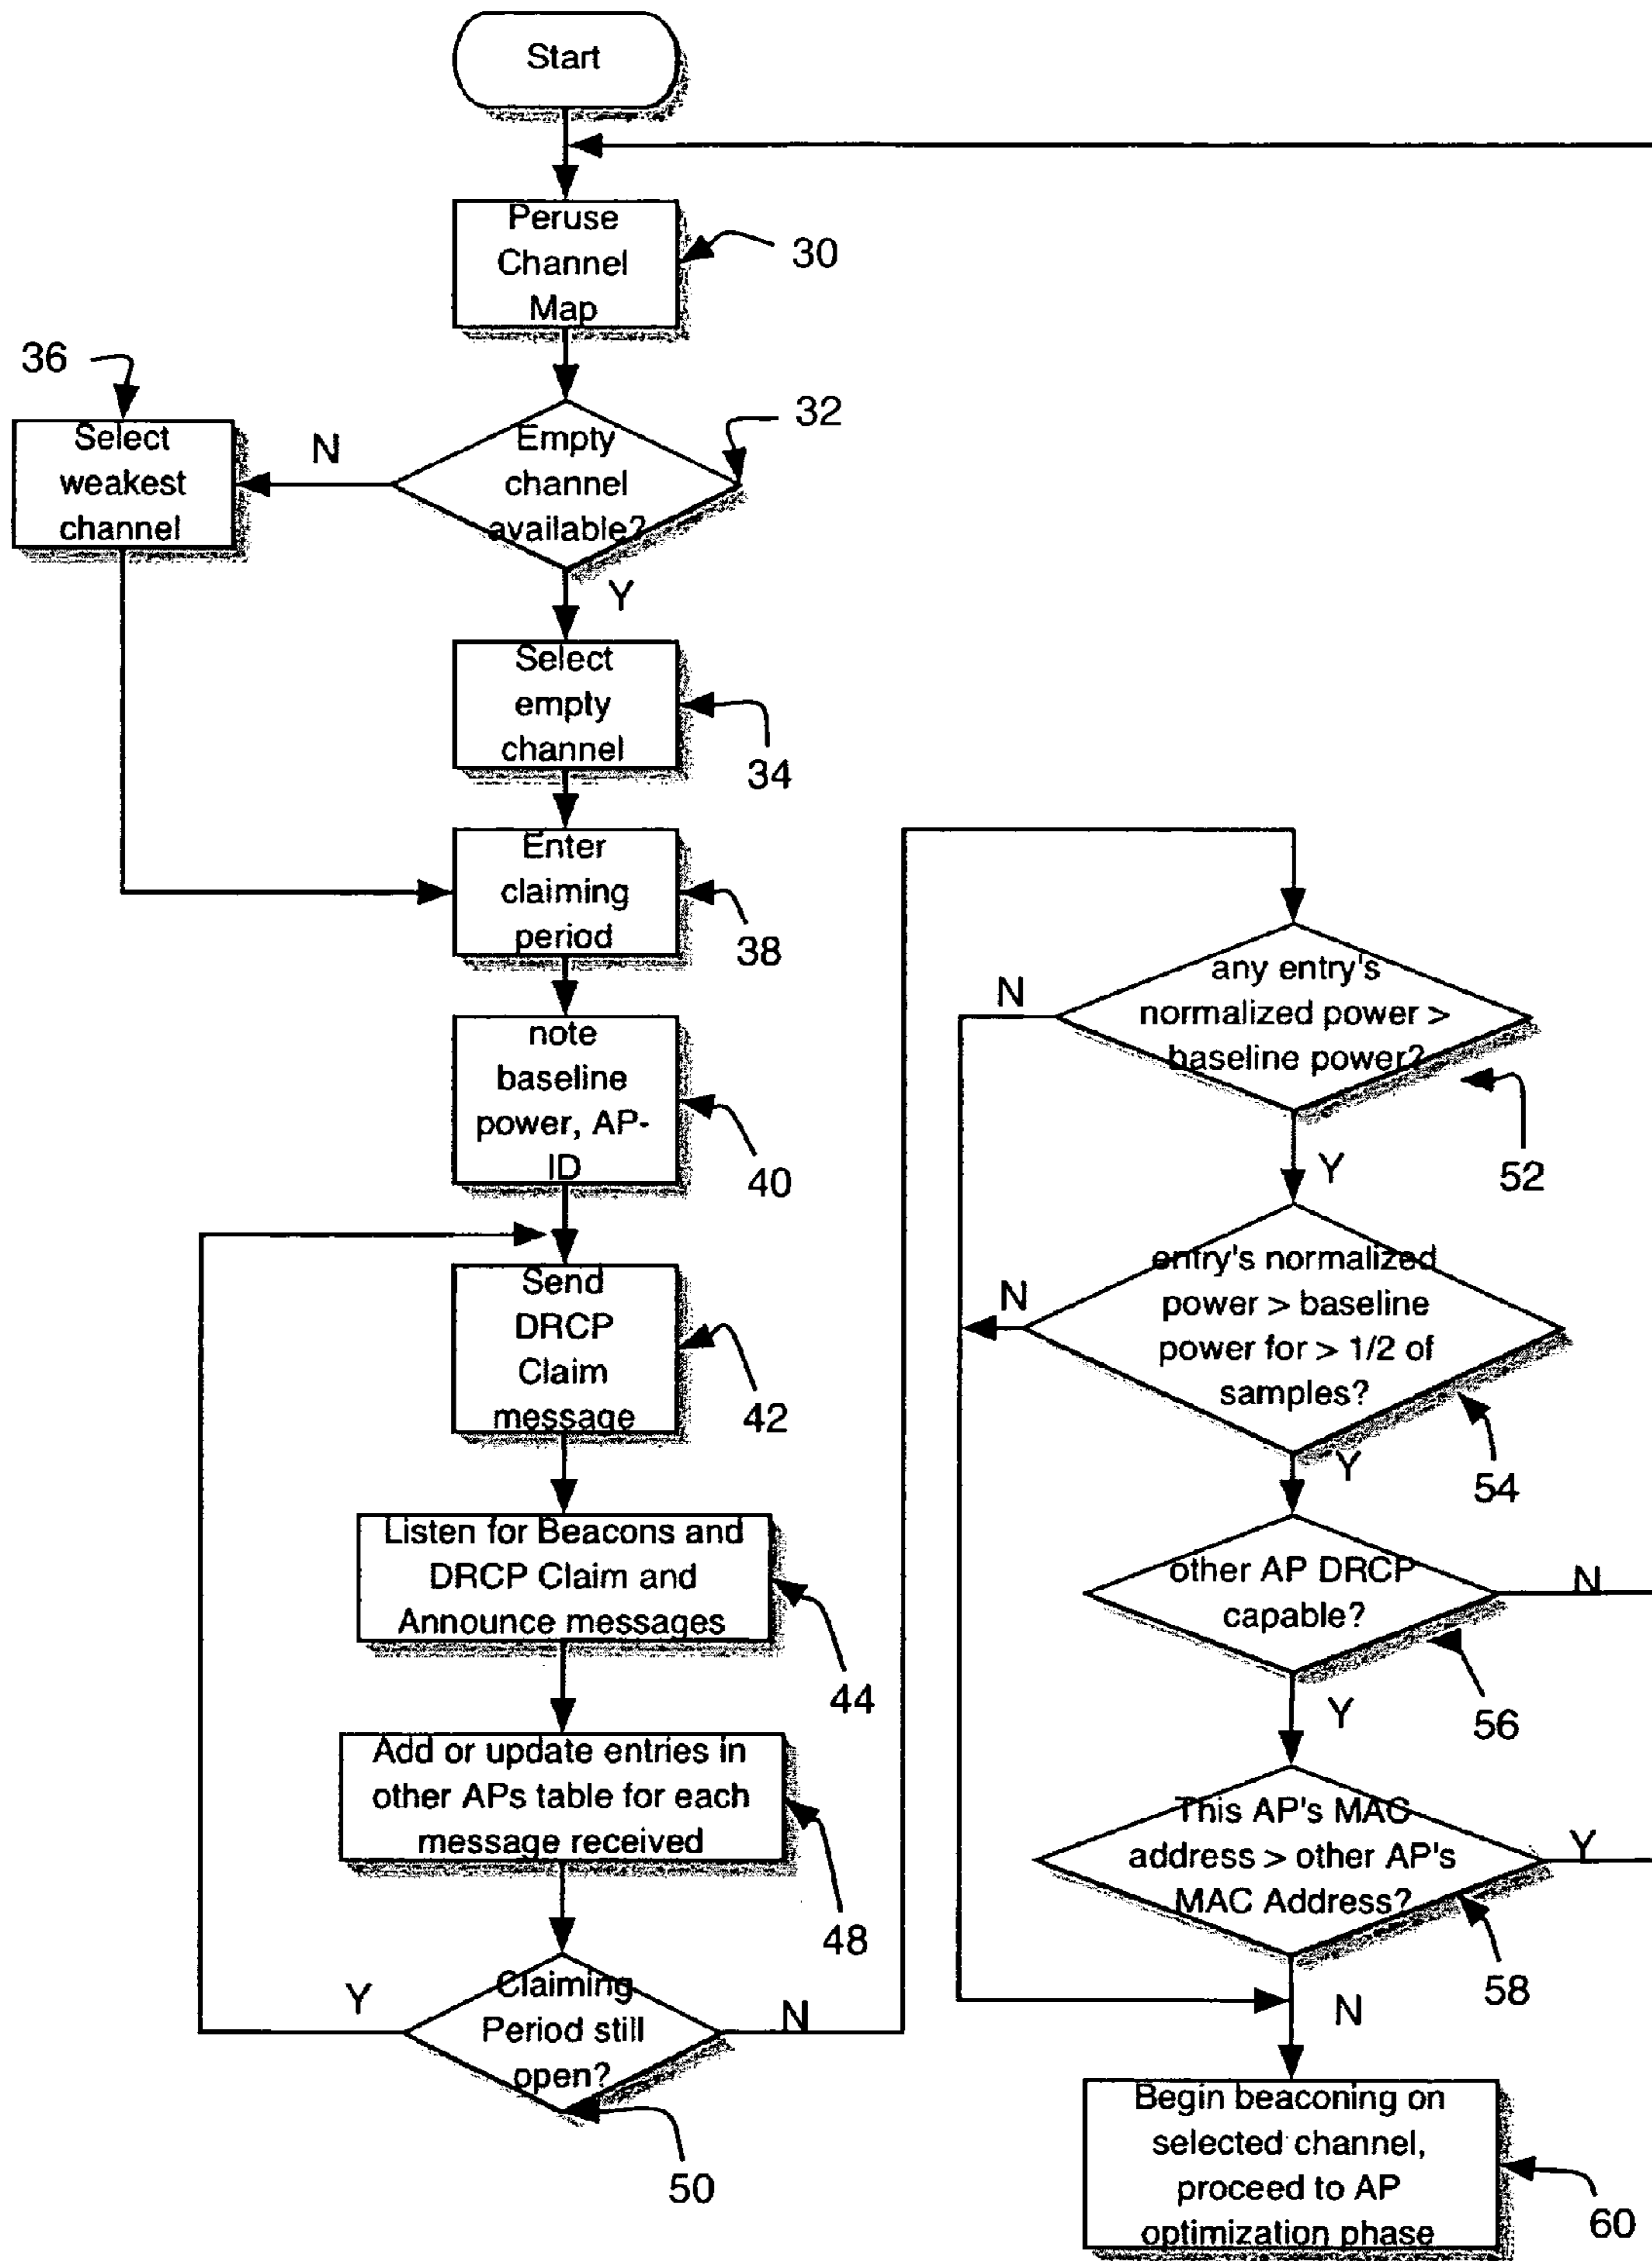 Start
Peruse
Channel
Map
30
36
Select
weakest
channel
N
Empty
channel
available?
32
Y
Select
empty
channel
34
Enter
claiming
period
38
note
baseline
power, AP-
ID
40
Send
DRCP
Claim
message
42
Listen for Beacons and
DRCP Claim and
Announce messages
44
Add or update entries in
other APs table for each
message received
48
Y
Claiming
Period still
open?
N
50
any entry's
normalized power >
baseline power?
N
52
Y
entry's normalized
power > baseline
power for > 1/2 of
samples?
N
54
Y
other AP DRCP
capable?
N
56
Y
This AP's MAC
address > other AP's
MAC Address?
Y
58
N
Begin beaconing on
selected channel,
proceed to AP
optimization phase
60